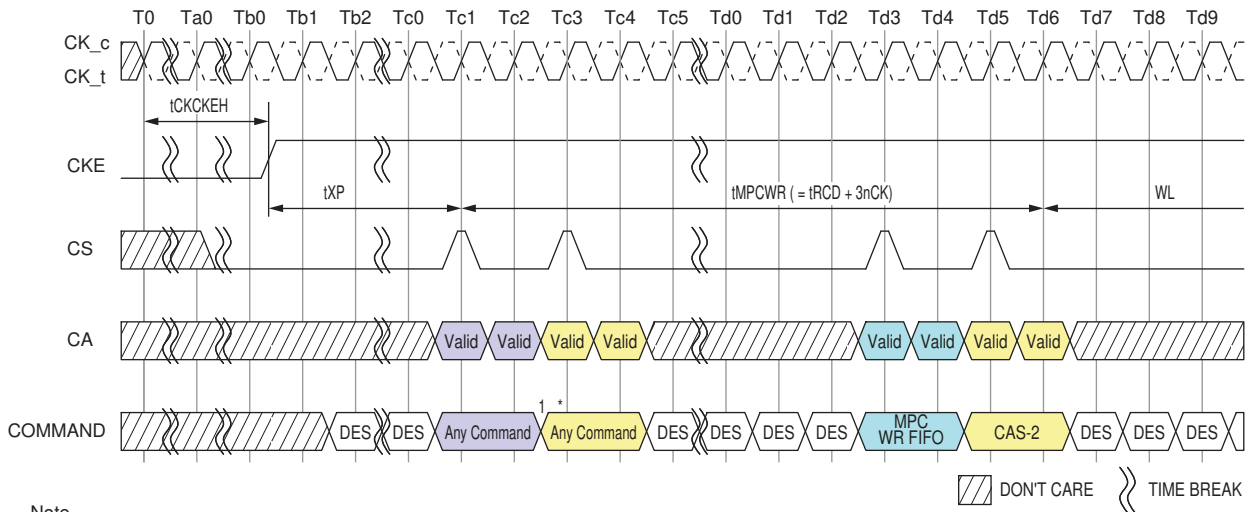 T0 Ta0 Tb0 Tb1 Tb2 Tc0 Tc1 Tc2 Tc3 Tc4 Tc5 Td0 Td1 Td2 Td3 Td4 Td5 Td6 Td7 Td8 Td9
CK_c
CK_t
tCKCKEH
CKE
tXP tMPCWR ( = tRCD + 3nCK) WL
CS
CA Valid Valid Valid Valid Valid Valid Valid Valid
1 *
COMMAND DES DES Any Command Any Command DES DES DES DES MPC WR FIFO CAS-2 DES DES DES
DON'T CARE TIME BREAK